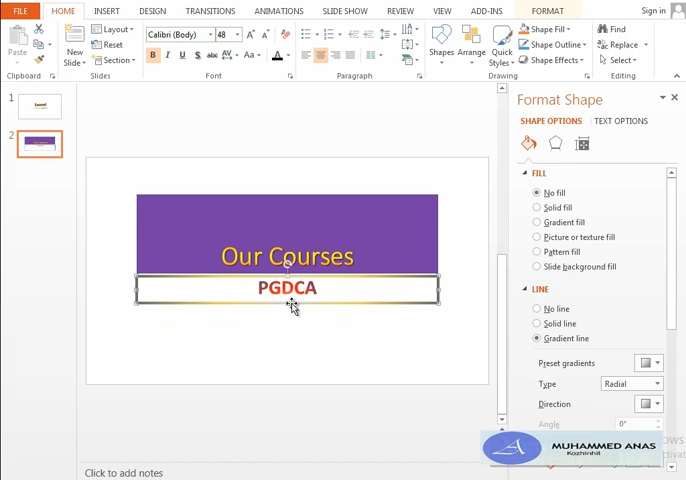 FILE HOME INSERT DESIGN TRANSITIONS ANIMATIONS SLIDE SHOW REVIEW VIEW ADD-INS FORMAT Sign in
Paste
New Slide
Layout
Reset
Section
Calibri (Body) 48
B I U S abc AV Aa A
Shapes
Arrange
Quick Styles
Shape Fill
Shape Outline
Shape Effects
Find
Replace
Select
Clipboard Slides Font Paragraph Drawing Editing
1
2
Our Courses
PGDCA
Format Shape
SHAPE OPTIONS TEXT OPTIONS
FILL
No fill
Solid fill
Gradient fill
Picture or texture fill
Pattern fill
Slide background fill
LINE
No line
Solid line
Gradient line
Preset gradients
Type Radial
Direction
Angle 0°
MUHAMMED ANAS
Kozhinhil
Click to add notes